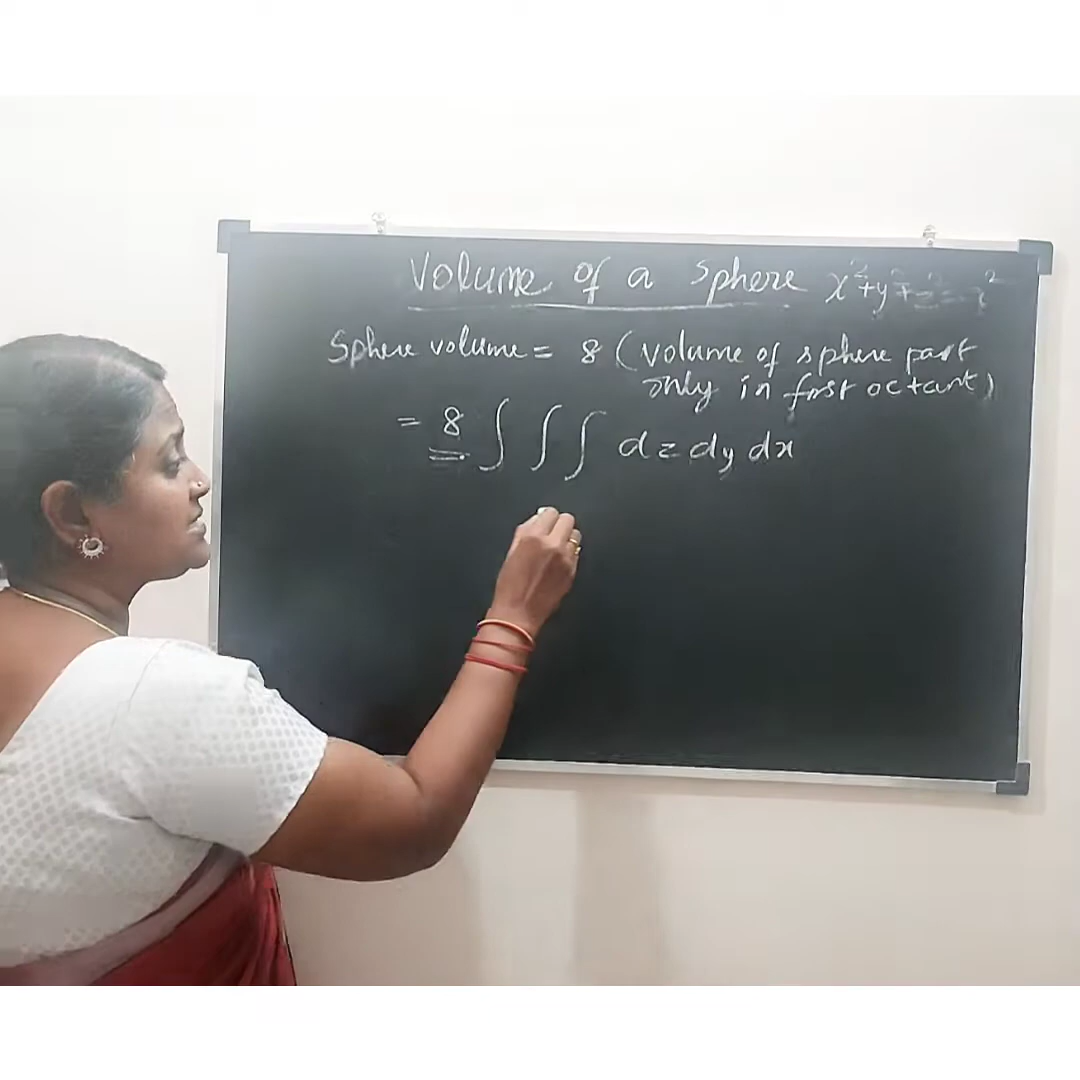 Volume of a sphere x²+y²+z²=r²
Sphere volume = 8 (volume of sphere part
only in first octant)
= 8 ∫ ∫ ∫ dz dy dx